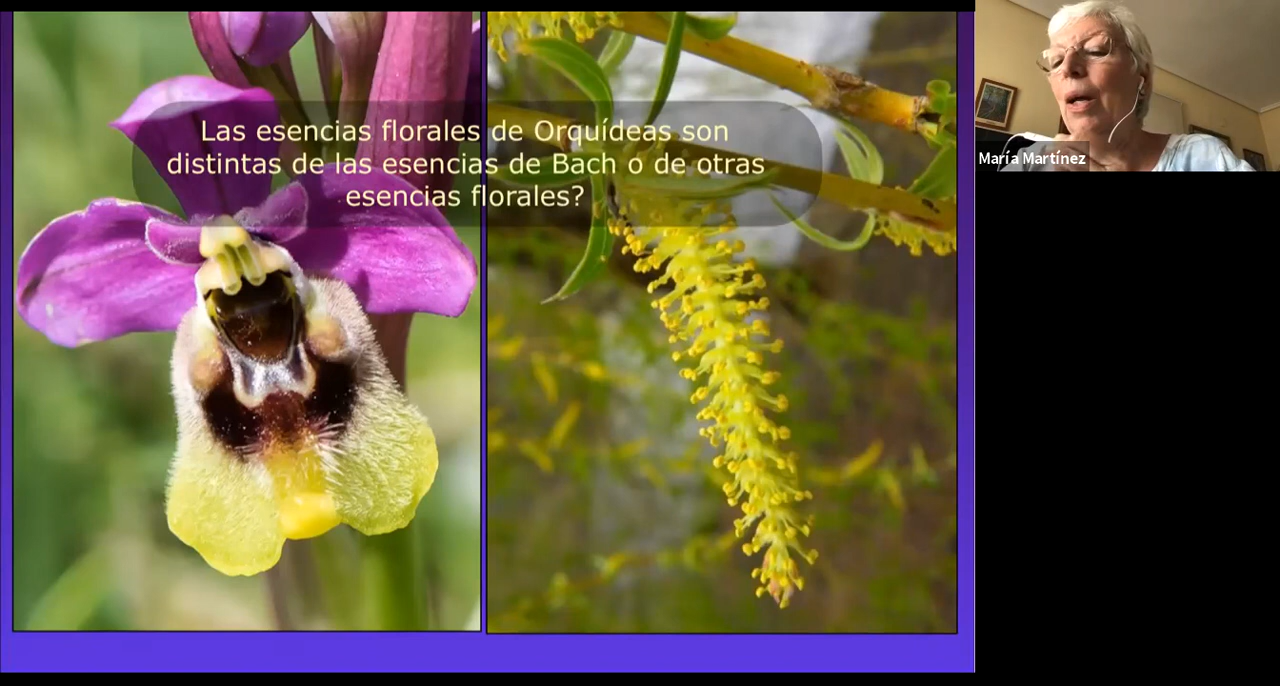 Las esencias florales de Orquídeas son
distintas de las esencias de Bach o de otras
esencias florales?
María Martínez